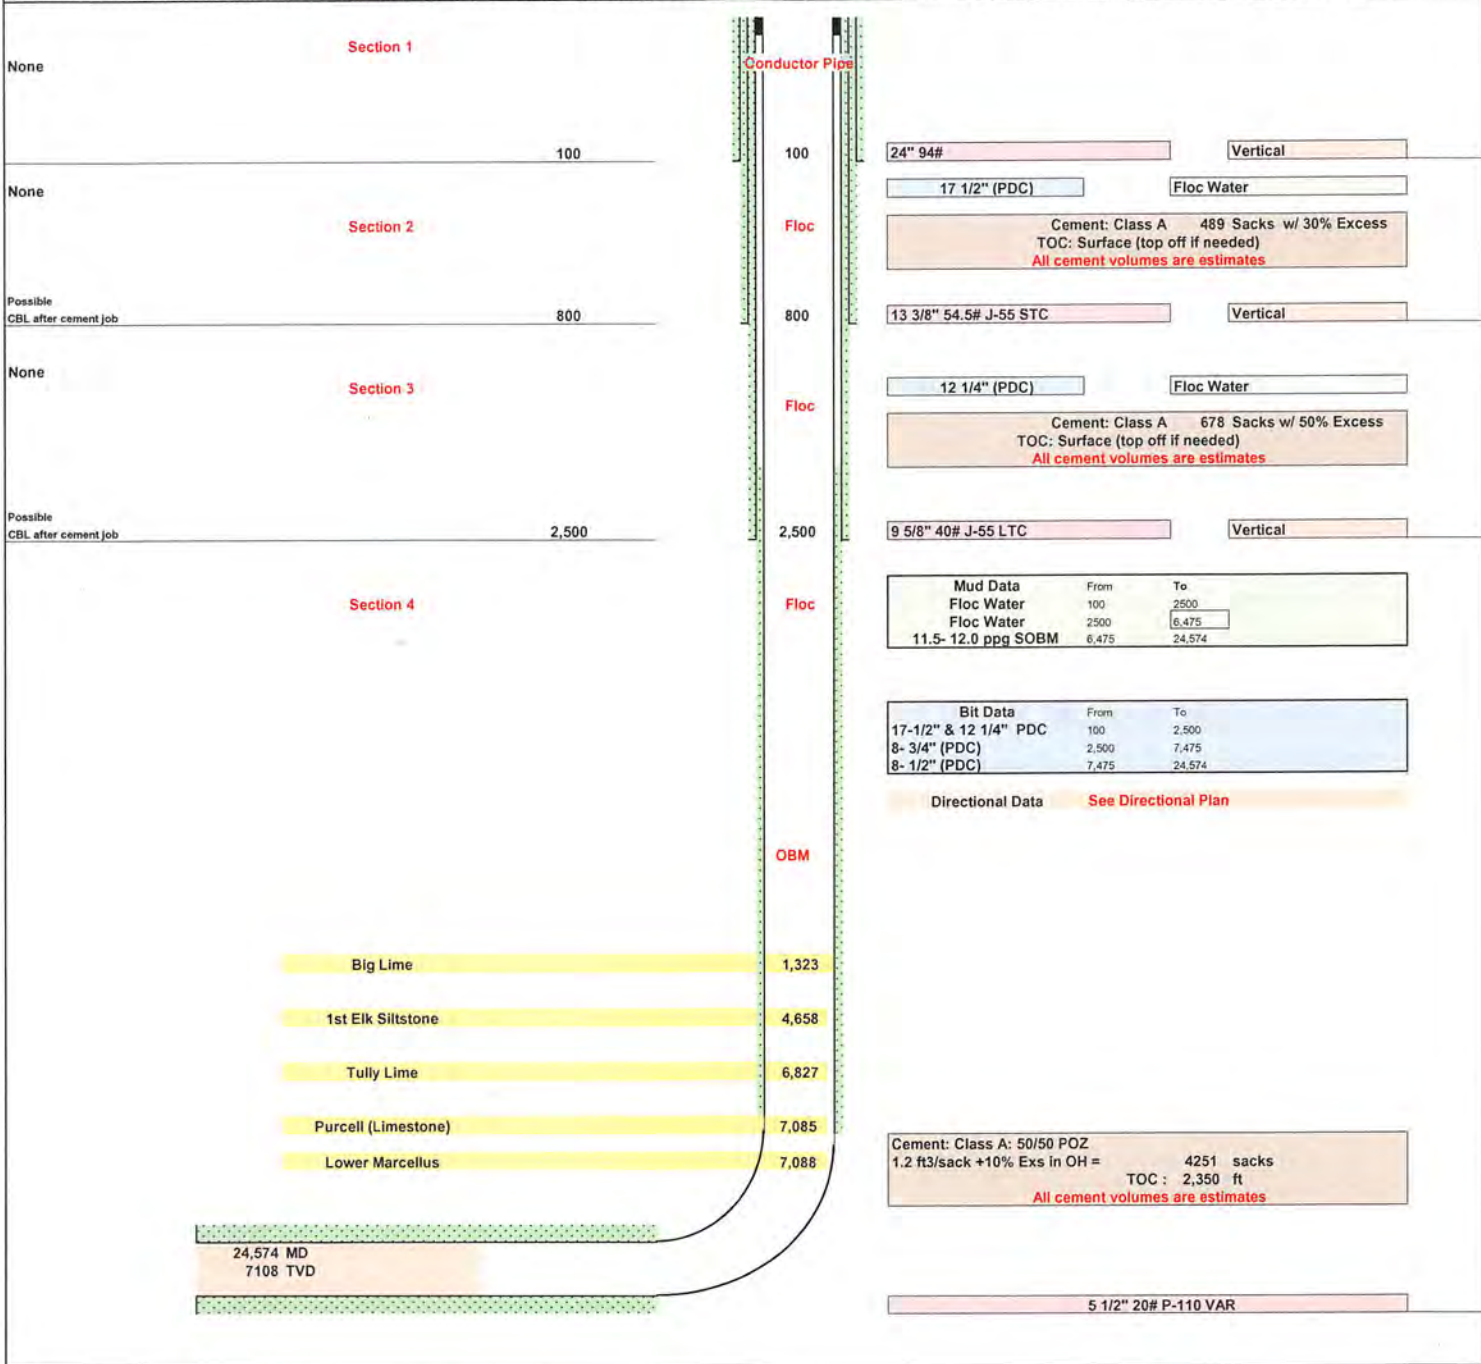 Section 1
None
Conductor Pipe
100
100
24" 94#
Vertical
None
17 1/2" (PDC)
Floc Water
Section 2
Floc
Cement: Class A 489 Sacks w/ 30% Excess
TOC: Surface (top off if needed)
All cement volumes are estimates
Possible
CBL after cement job
800
800
13 3/8" 54.5# J-55 STC
Vertical
None
Section 3
12 1/4" (PDC)
Floc Water
Floc
Cement: Class A 678 Sacks w/ 50% Excess
TOC: Surface (top off if needed)
All cement volumes are estimates
Possible
CBL after cement job
2,500
2,500
9 5/8" 40# J-55 LTC
Vertical
Section 4
Floc
Mud Data From To
Floc Water 100 2500
Floc Water 2500 6,475
11.5- 12.0 ppg SOBM 6,475 24,574
Bit Data From To
17-1/2" & 12 1/4" PDC 100 2,500
8- 3/4" (PDC) 2,500 7,475
8- 1/2" (PDC) 7,475 24,574
Directional Data See Directional Plan
OBM
Big Lime 1,323
1st Elk Siltstone 4,658
Tully Lime 6,827
Purcell (Limestone) 7,085
Lower Marcellus 7,088
Cement: Class A: 50/50 POZ
1.2 ft3/sack +10% Exs in OH = 4251 sacks
TOC : 2,350 ft
All cement volumes are estimates
24,574 MD
7108 TVD
5 1/2" 20# P-110 VAR